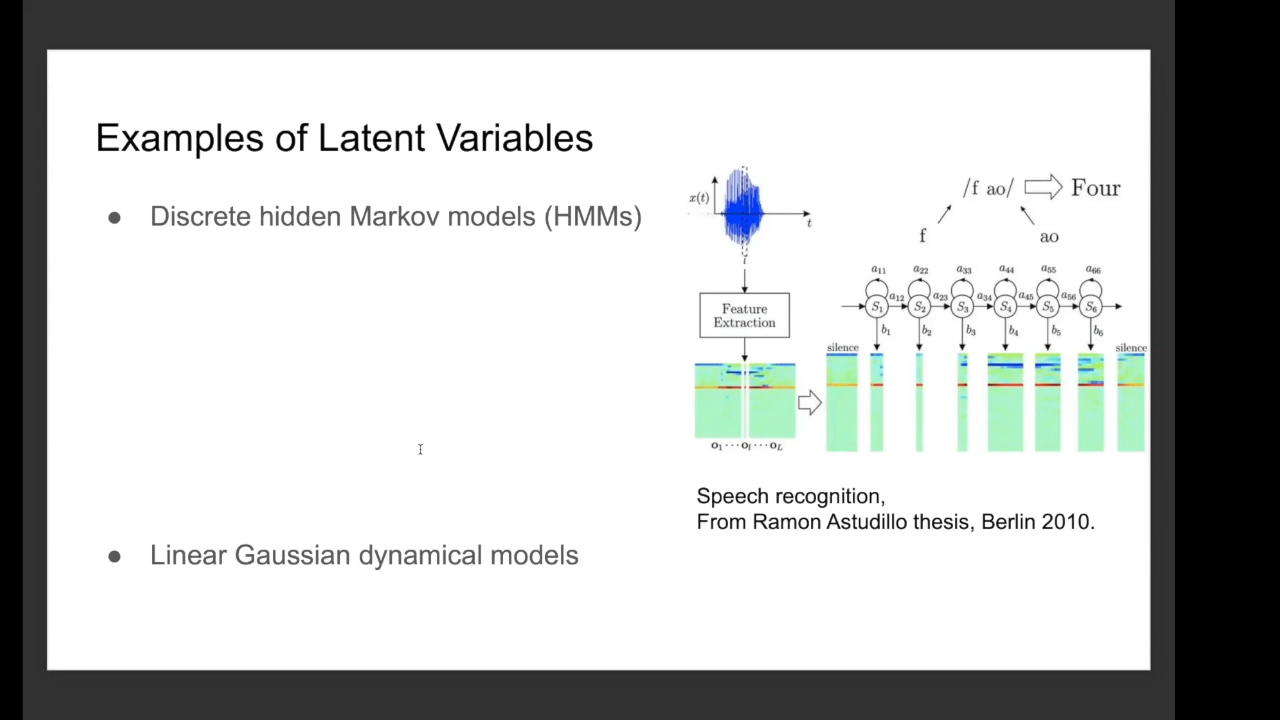 Examples of Latent Variables
● Discrete hidden Markov models (HMMs)
● Linear Gaussian dynamical models
x(t)
t
l
Feature
Extraction
o₁ ··· oₗ ··· o_L
/f ao/ ⇒ Four
f ao
a₁₁ a₂₂ a₃₃ a₄₄ a₅₅ a₆₆
a₁₂ a₂₃ a₃₄ a₄₅ a₅₆
S₁ S₂ S₃ S₄ S₅ S₆
b₁ b₂ b₃ b₄ b₅ b₆
silence silence
Speech recognition,
From Ramon Astudillo thesis, Berlin 2010.